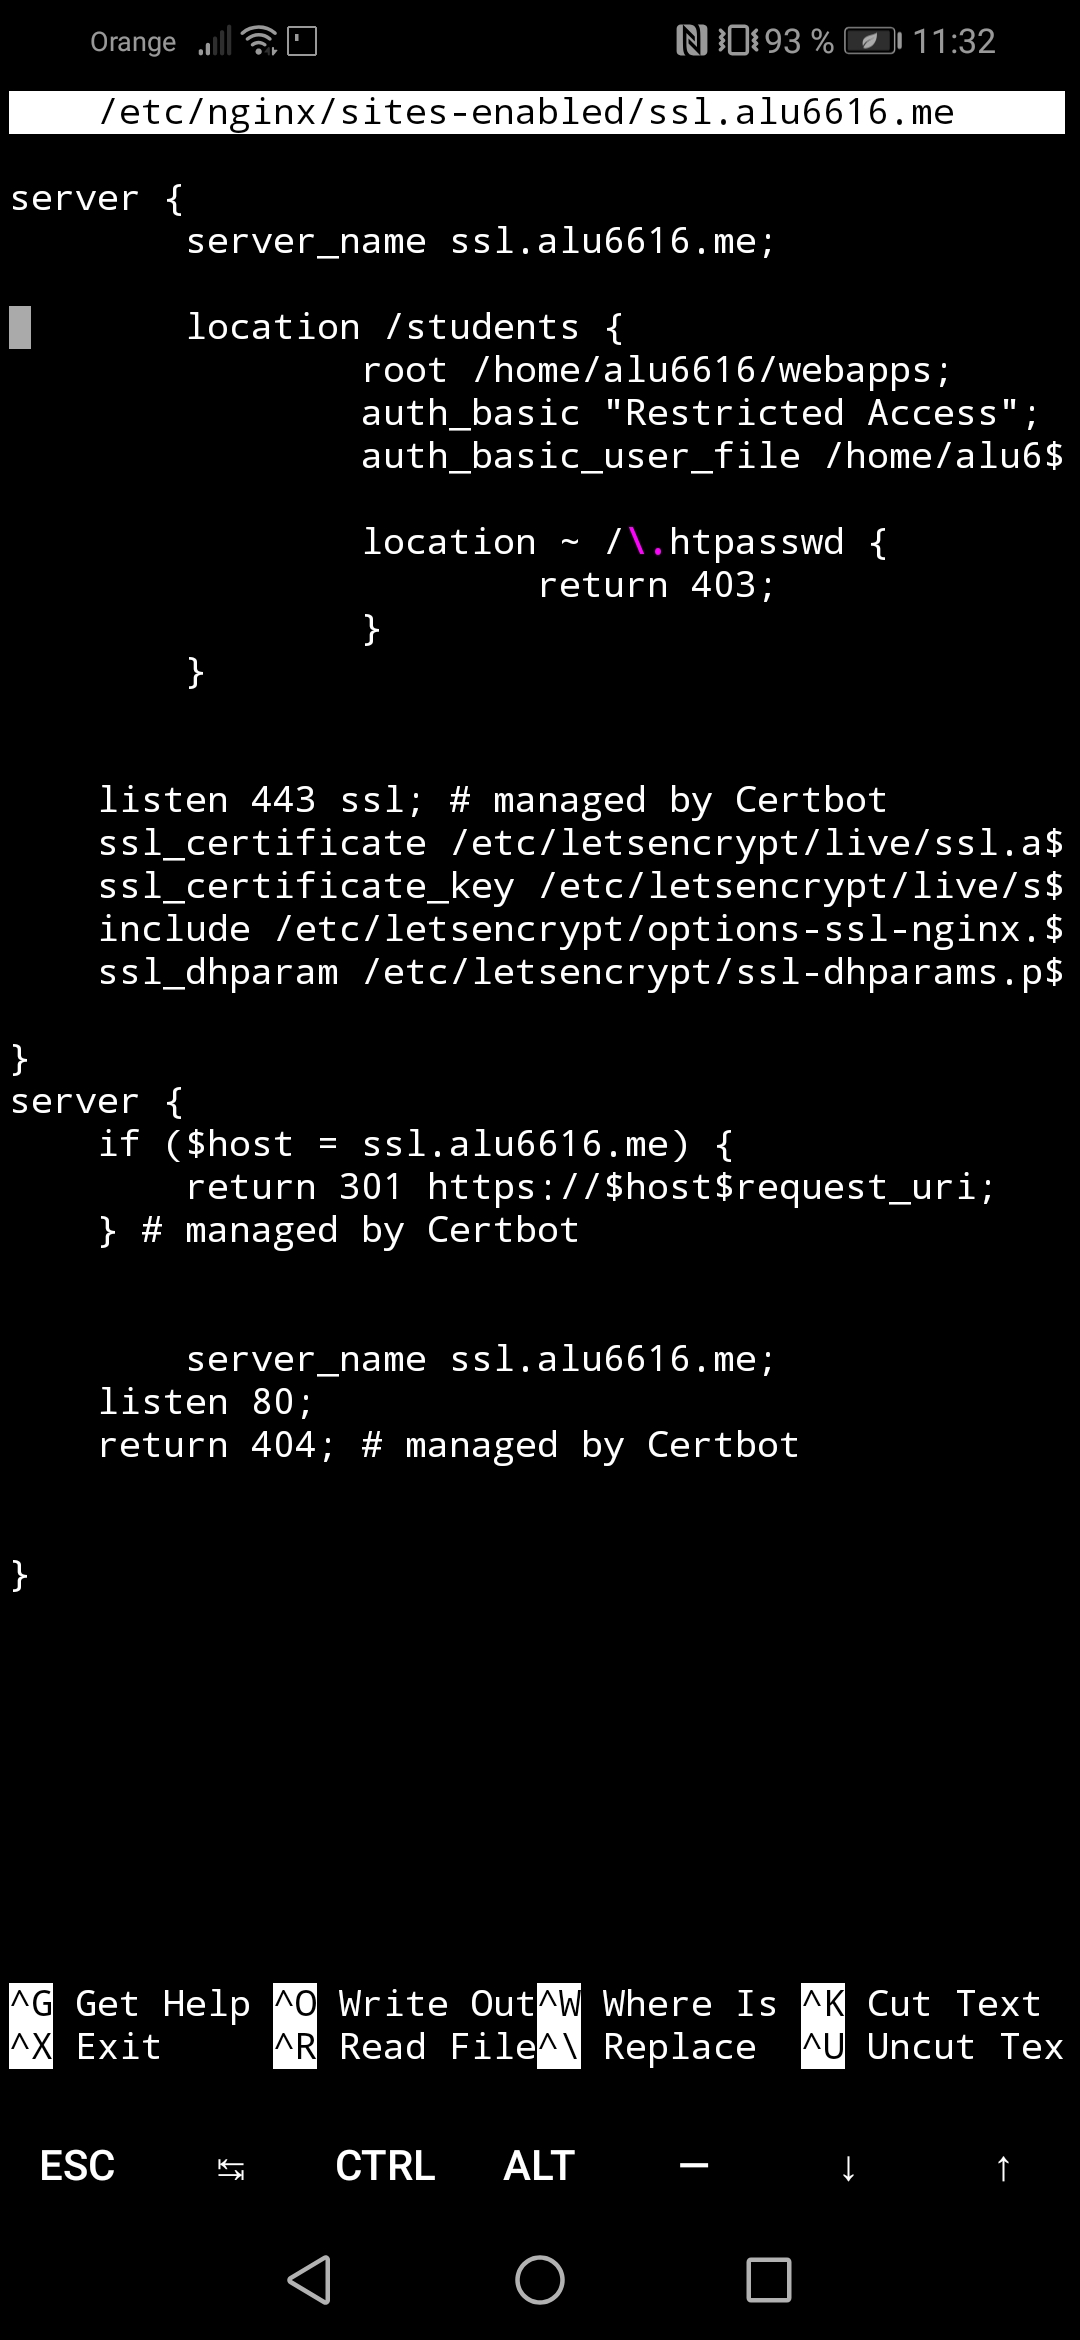 Orange 93 % 11:32
/etc/nginx/sites-enabled/ssl.alu6616.me
server {
server_name ssl.alu6616.me;
location /students {
root /home/alu6616/webapps;
auth_basic "Restricted Access";
auth_basic_user_file /home/alu6$
location ~ /\.htpasswd {
return 403;
}
}
listen 443 ssl; # managed by Certbot
ssl_certificate /etc/letsencrypt/live/ssl.a$
ssl_certificate_key /etc/letsencrypt/live/s$
include /etc/letsencrypt/options-ssl-nginx.$
ssl_dhparam /etc/letsencrypt/ssl-dhparams.p$
}
server {
if ($host = ssl.alu6616.me) {
return 301 https://$host$request_uri;
} # managed by Certbot
server_name ssl.alu6616.me;
listen 80;
return 404; # managed by Certbot
}
^G Get Help ^O Write Out^W Where Is ^K Cut Text
^X Exit ^R Read File^\ Replace ^U Uncut Tex
ESC ↹ CTRL ALT — ↓ ↑